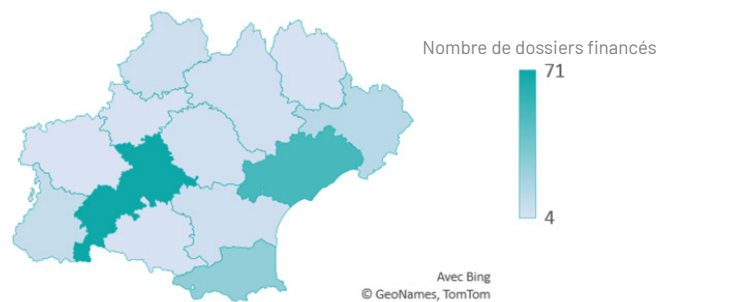 Nombre de dossiers financés
71
4
Avec Bing
© GeoNames, TomTom